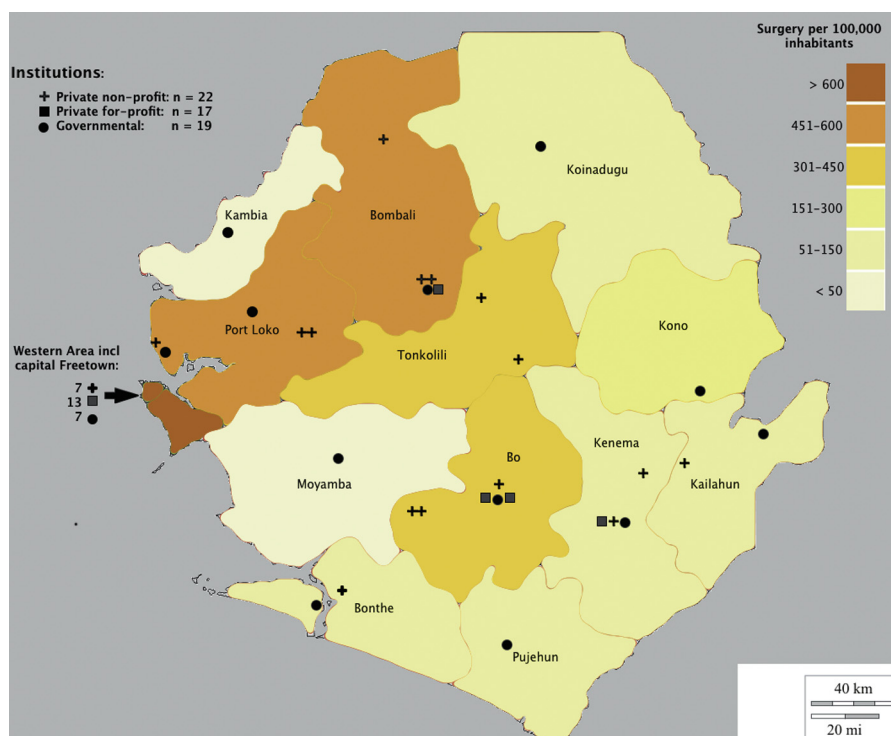 Surgery per 100,000
inhabitants
> 600
451-600
301-450
151-300
51-150
< 50
Institutions:
Private non-profit: n = 22
Private for-profit: n = 17
Governmental: n = 19
Koinadugu
Kambia
Bombali
Port Loko
Kono
Tonkolili
Western Area incl
capital Freetown:
7
13
7
Bo
Kenema
Moyamba
Kailahun
Bonthe
Pujehun
40 km
20 mi